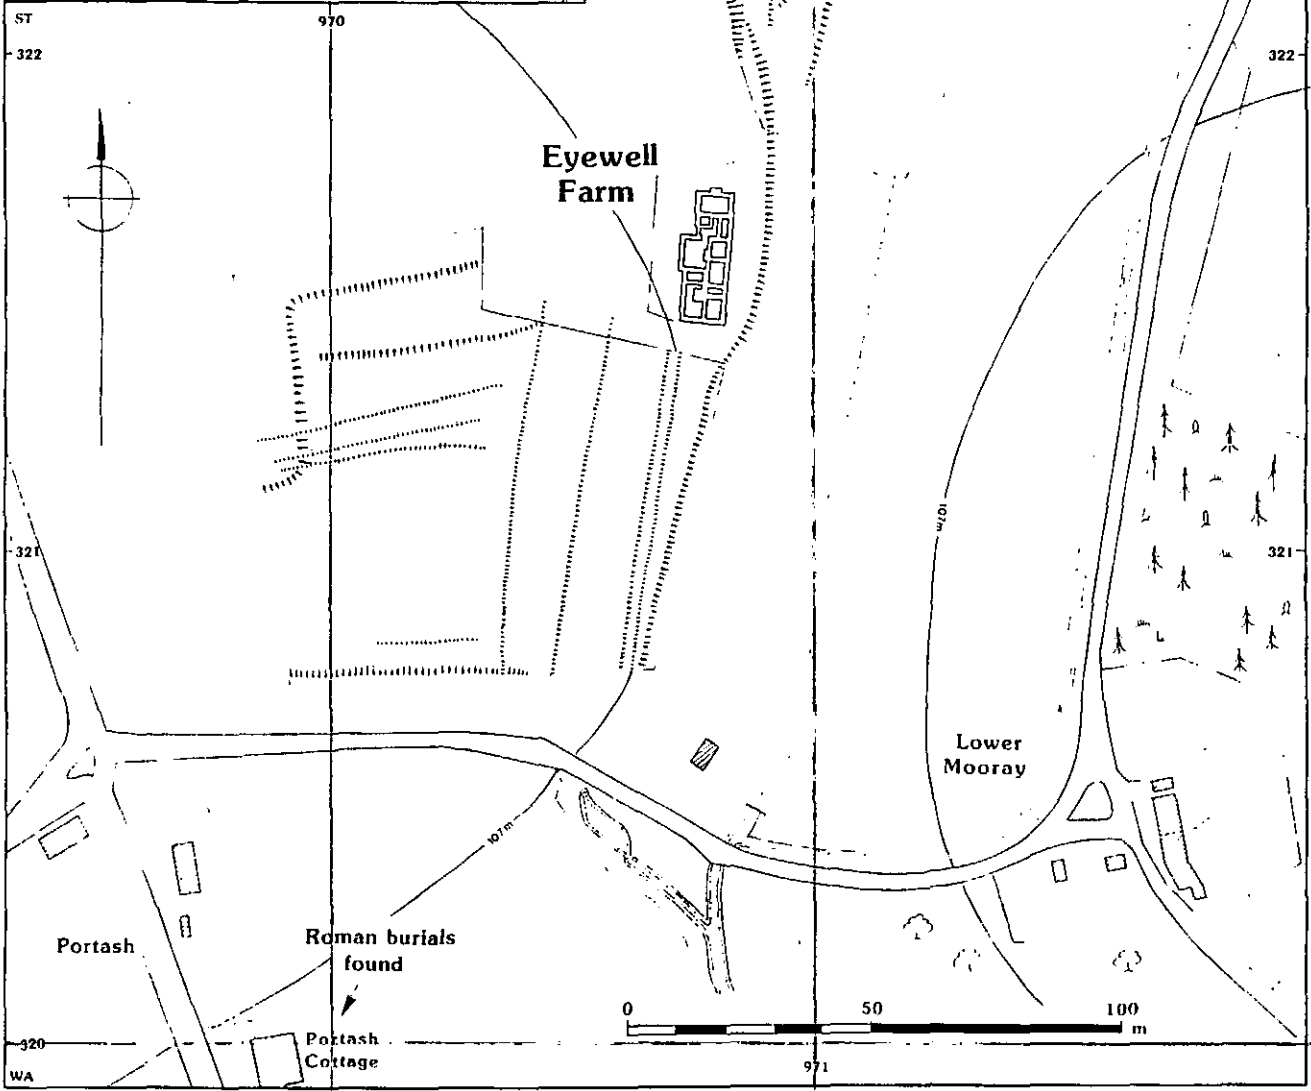 ST
970
322
322
Eyewell
Farm
107m
321
321
Lower
Mooray
107m
Portash
Roman burials
found
0 50 100
m
320
Portash
Cottage
971
WA